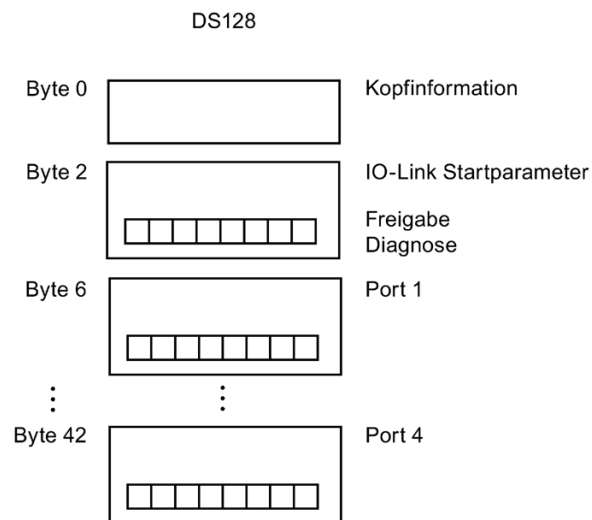 DS128
Byte 0 Kopfinformation
Byte 2 IO-Link Startparameter
Freigabe
Diagnose
Byte 6 Port 1
Byte 42 Port 4